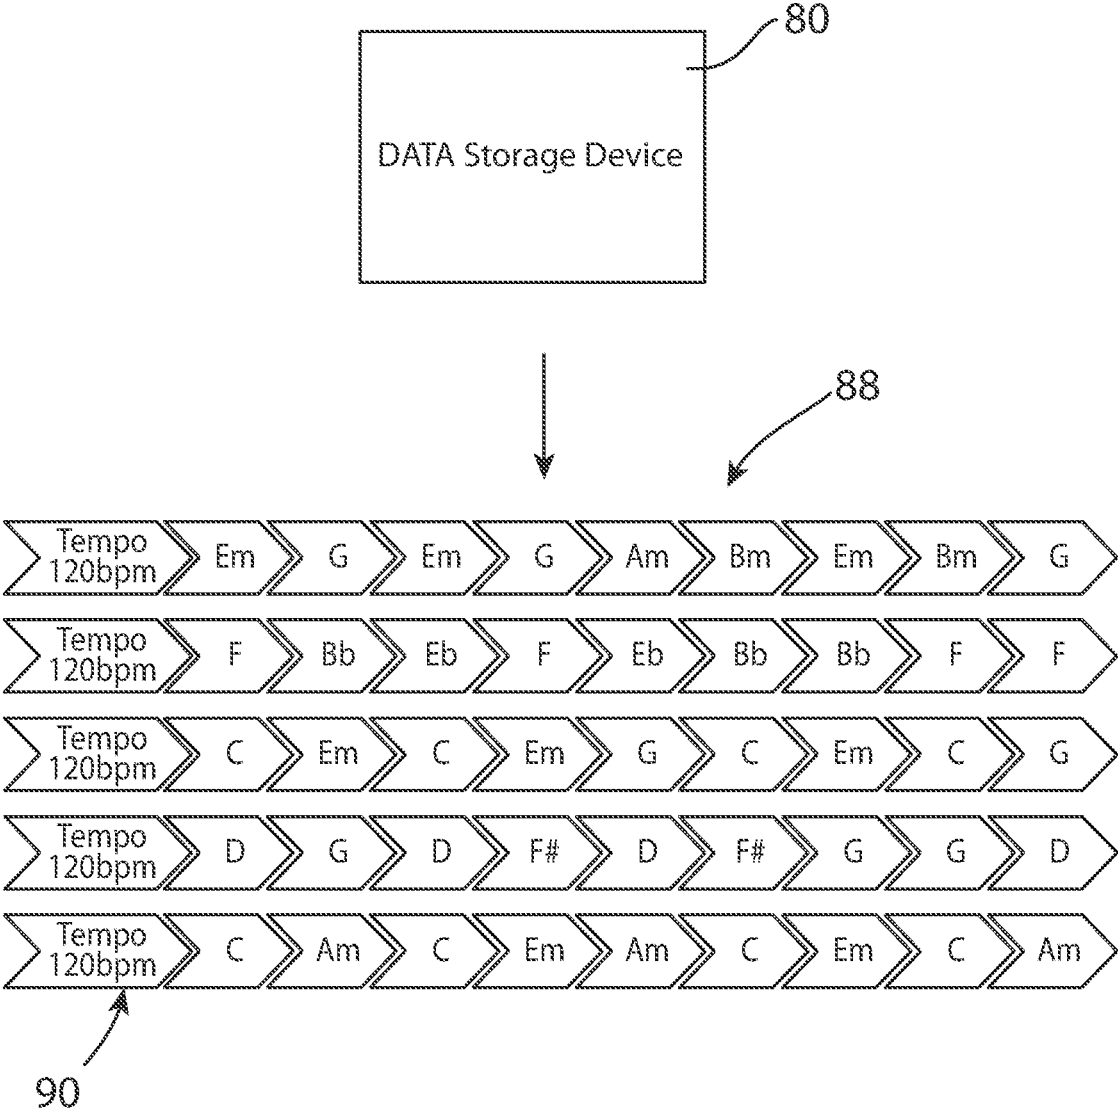 80
DATA Storage Device
88
Tempo
120bpm
Em G Em G Am Bm Em Bm G
Tempo
120bpm
F Bb Eb F Eb Bb Bb F F
Tempo
120bpm
C Em C Em G C Em C G
Tempo
120bpm
D G D F# D F# G G D
Tempo
120bpm
C Am C Em Am C Em C Am
90